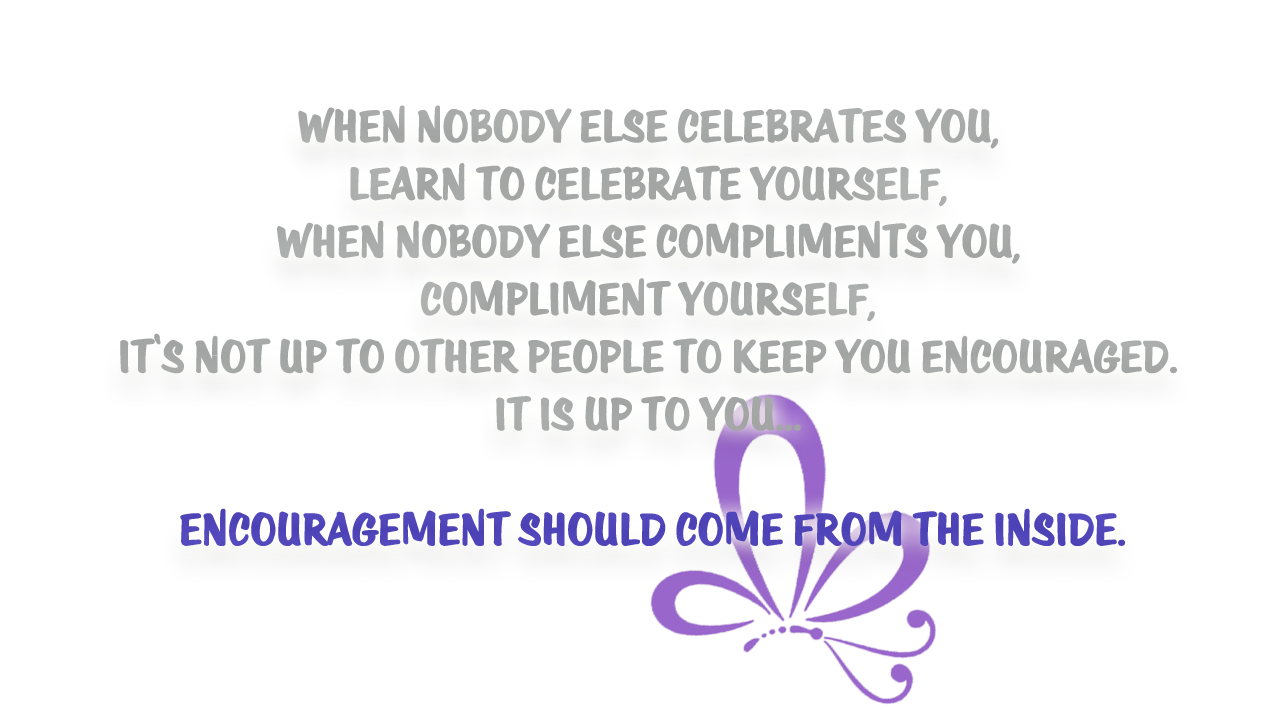 WHEN NOBODY ELSE CELEBRATES YOU,
LEARN TO CELEBRATE YOURSELF,
WHEN NOBODY ELSE COMPLIMENTS YOU,
COMPLIMENT YOURSELF,
IT'S NOT UP TO OTHER PEOPLE TO KEEP YOU ENCOURAGED.
IT IS UP TO YOU...
ENCOURAGEMENT SHOULD COME FROM THE INSIDE.